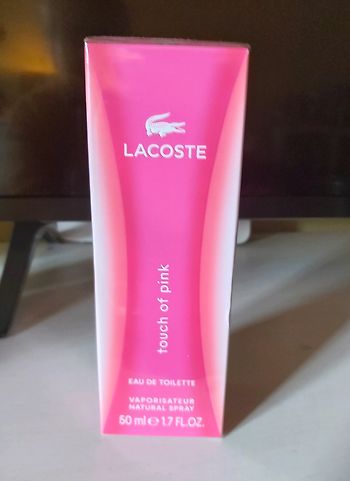 LACOSTE
touch of pink
EAU DE TOILETTE
VAPORISATEUR
NATURAL SPRAY
50 ml ℮ 1.7 FL.OZ.